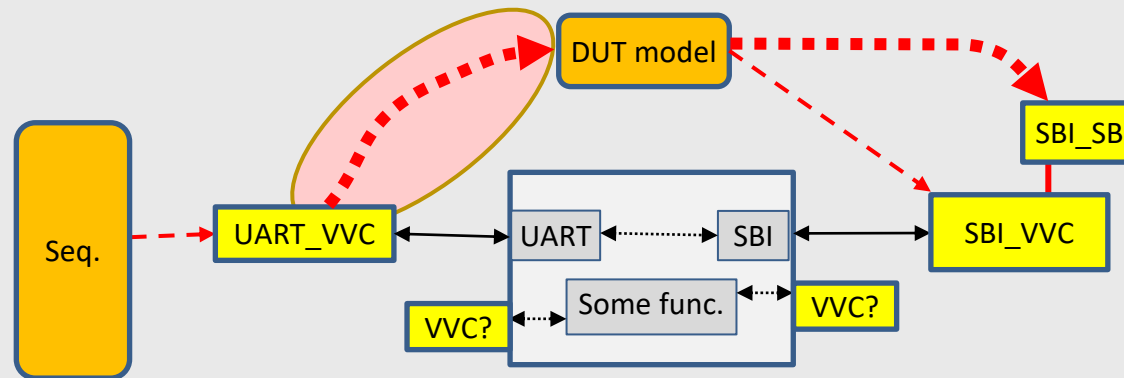 DUT model
SBI_SB
Seq.
UART_VVC
UART
SBI
SBI_VVC
Some func.
VVC?
VVC?